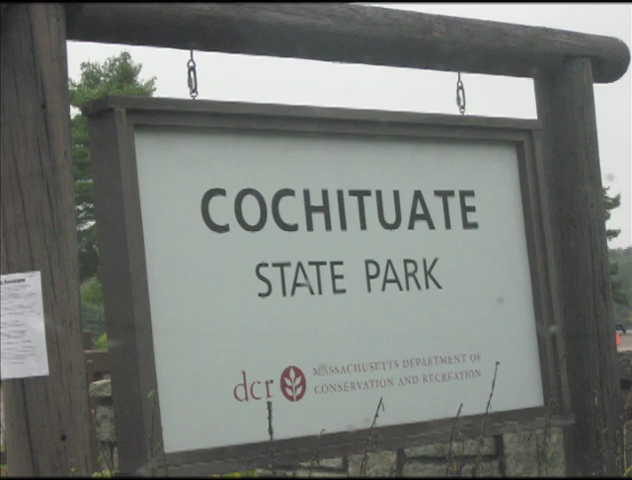 COCHITUATE
STATE PARK
dcr MASSACHUSETTS DEPARTMENT OF
CONSERVATION AND RECREATION